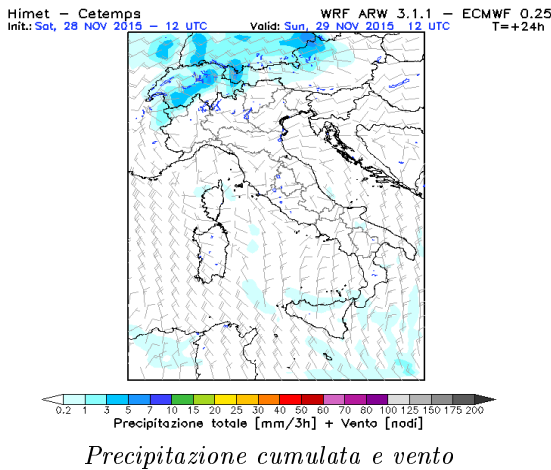 Himet – Cetemps WRF ARW 3.1.1 – ECMWF 0.25
Init.: Sat, 28 NOV 2015 – 12 UTC Valid: Sun, 29 NOV 2015 12 UTC T=+24h
0.2 1 3 5 7 10 15 20 25 30 40 50 60 70 80 100 125 150 175 200
Precipitazione totale [mm/3h] + Vento [nodi]
Precipitazione cumulata e vento